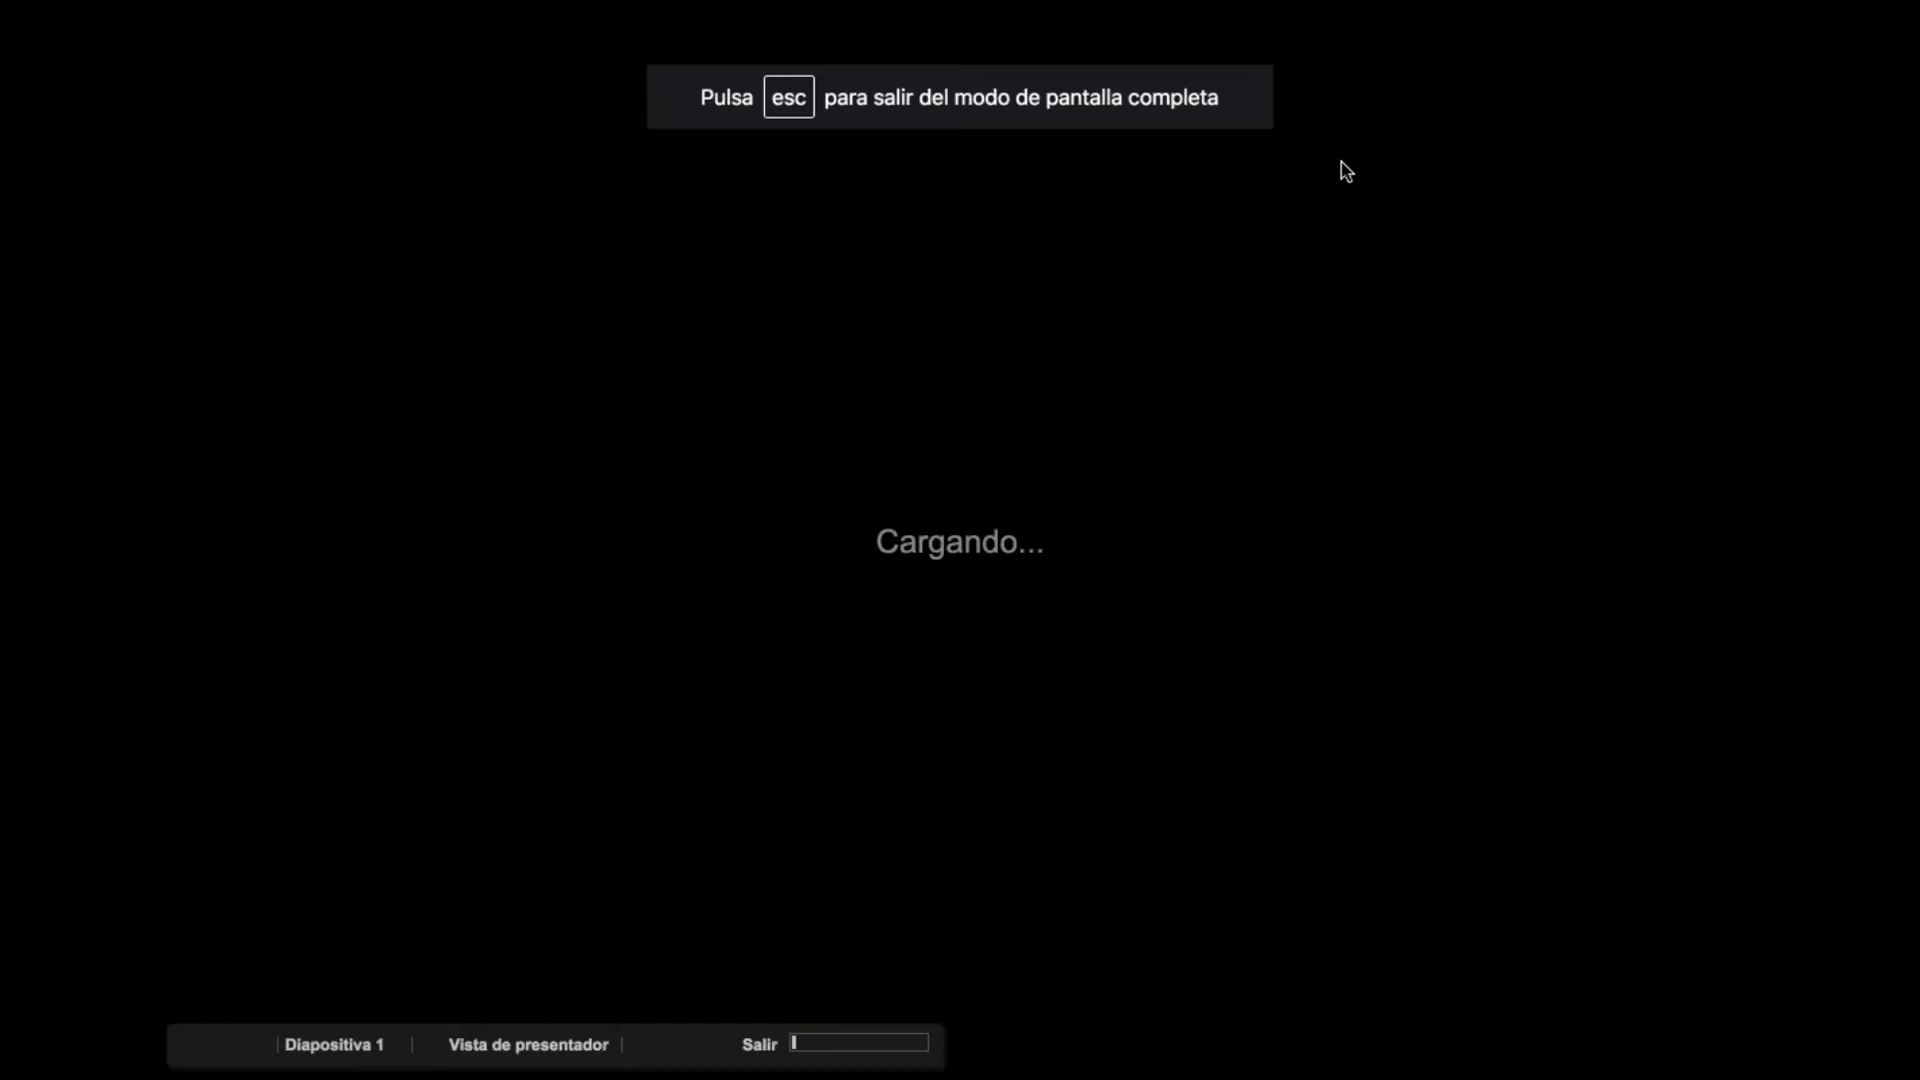 Pulsa esc para salir del modo de pantalla completa
Cargando...
Diapositiva 1 Vista de presentador Salir